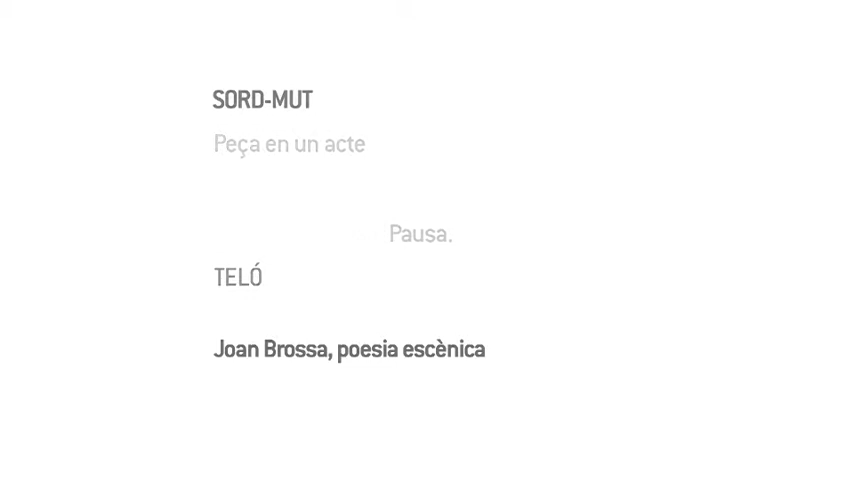 SORD-MUT
Peça en un acte
Pausa.
TELÓ
Joan Brossa, poesia escènica